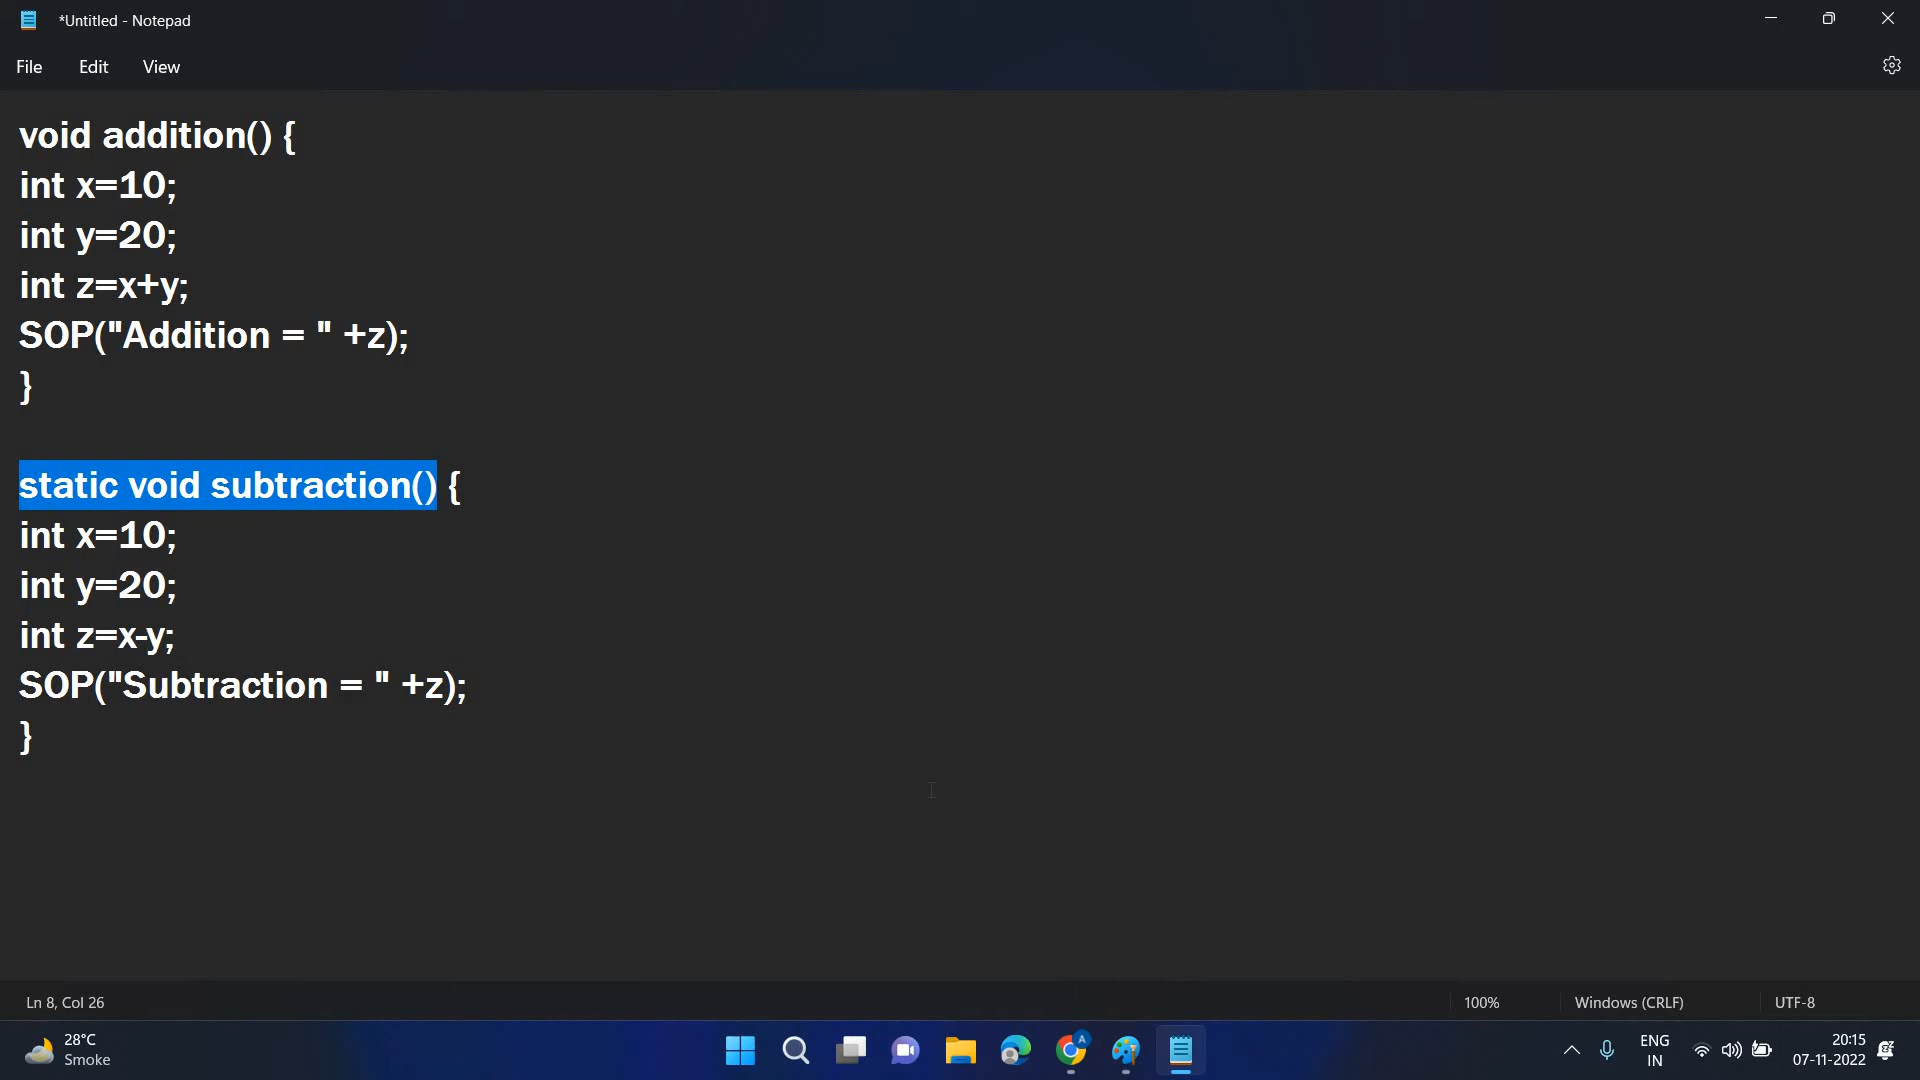 *Untitled - Notepad
File Edit View
void addition() {
int x=10;
int y=20;
int z=x+y;
SOP("Addition = " +z);
}
static void subtraction() {
int x=10;
int y=20;
int z=x-y;
SOP("Subtraction = " +z);
}
Ln 8, Col 26 100% Windows (CRLF) UTF-8
28°C
Smoke
A
ENG
IN
20:15
07-11-2022